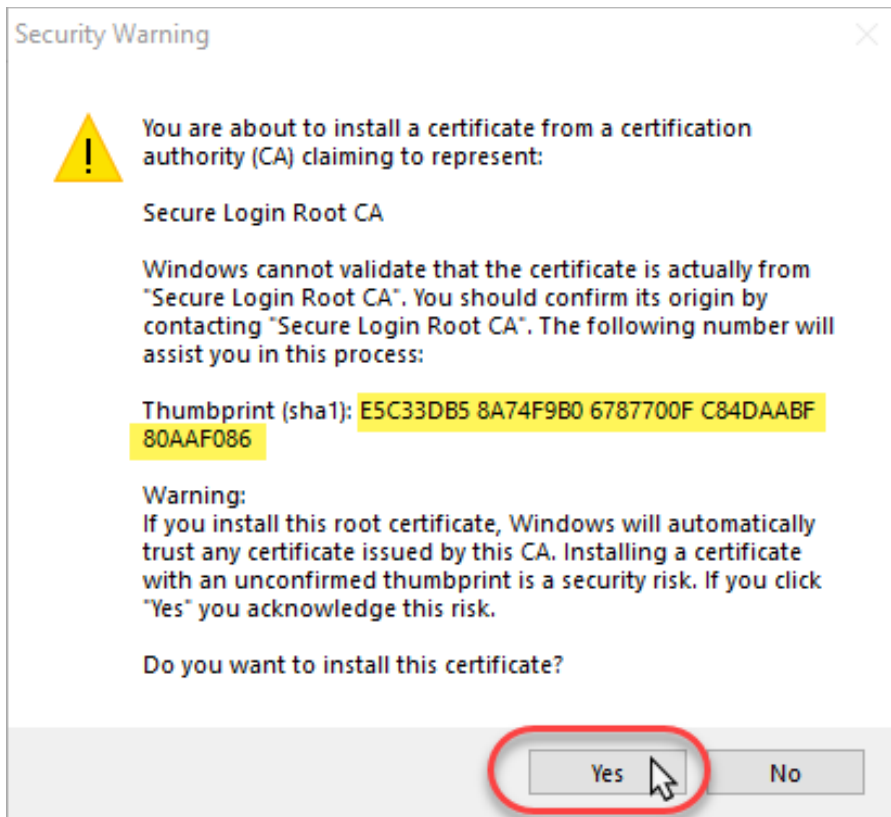 Security Warning
You are about to install a certificate from a certification
authority (CA) claiming to represent:
Secure Login Root CA
Windows cannot validate that the certificate is actually from
"Secure Login Root CA". You should confirm its origin by
contacting "Secure Login Root CA". The following number will
assist you in this process:
Thumbprint (sha1): E5C33DB5 8A74F9B0 6787700F C84DAABF
80AAF086
Warning:
If you install this root certificate, Windows will automatically
trust any certificate issued by this CA. Installing a certificate
with an unconfirmed thumbprint is a security risk. If you click
"Yes" you acknowledge this risk.
Do you want to install this certificate?
Yes No